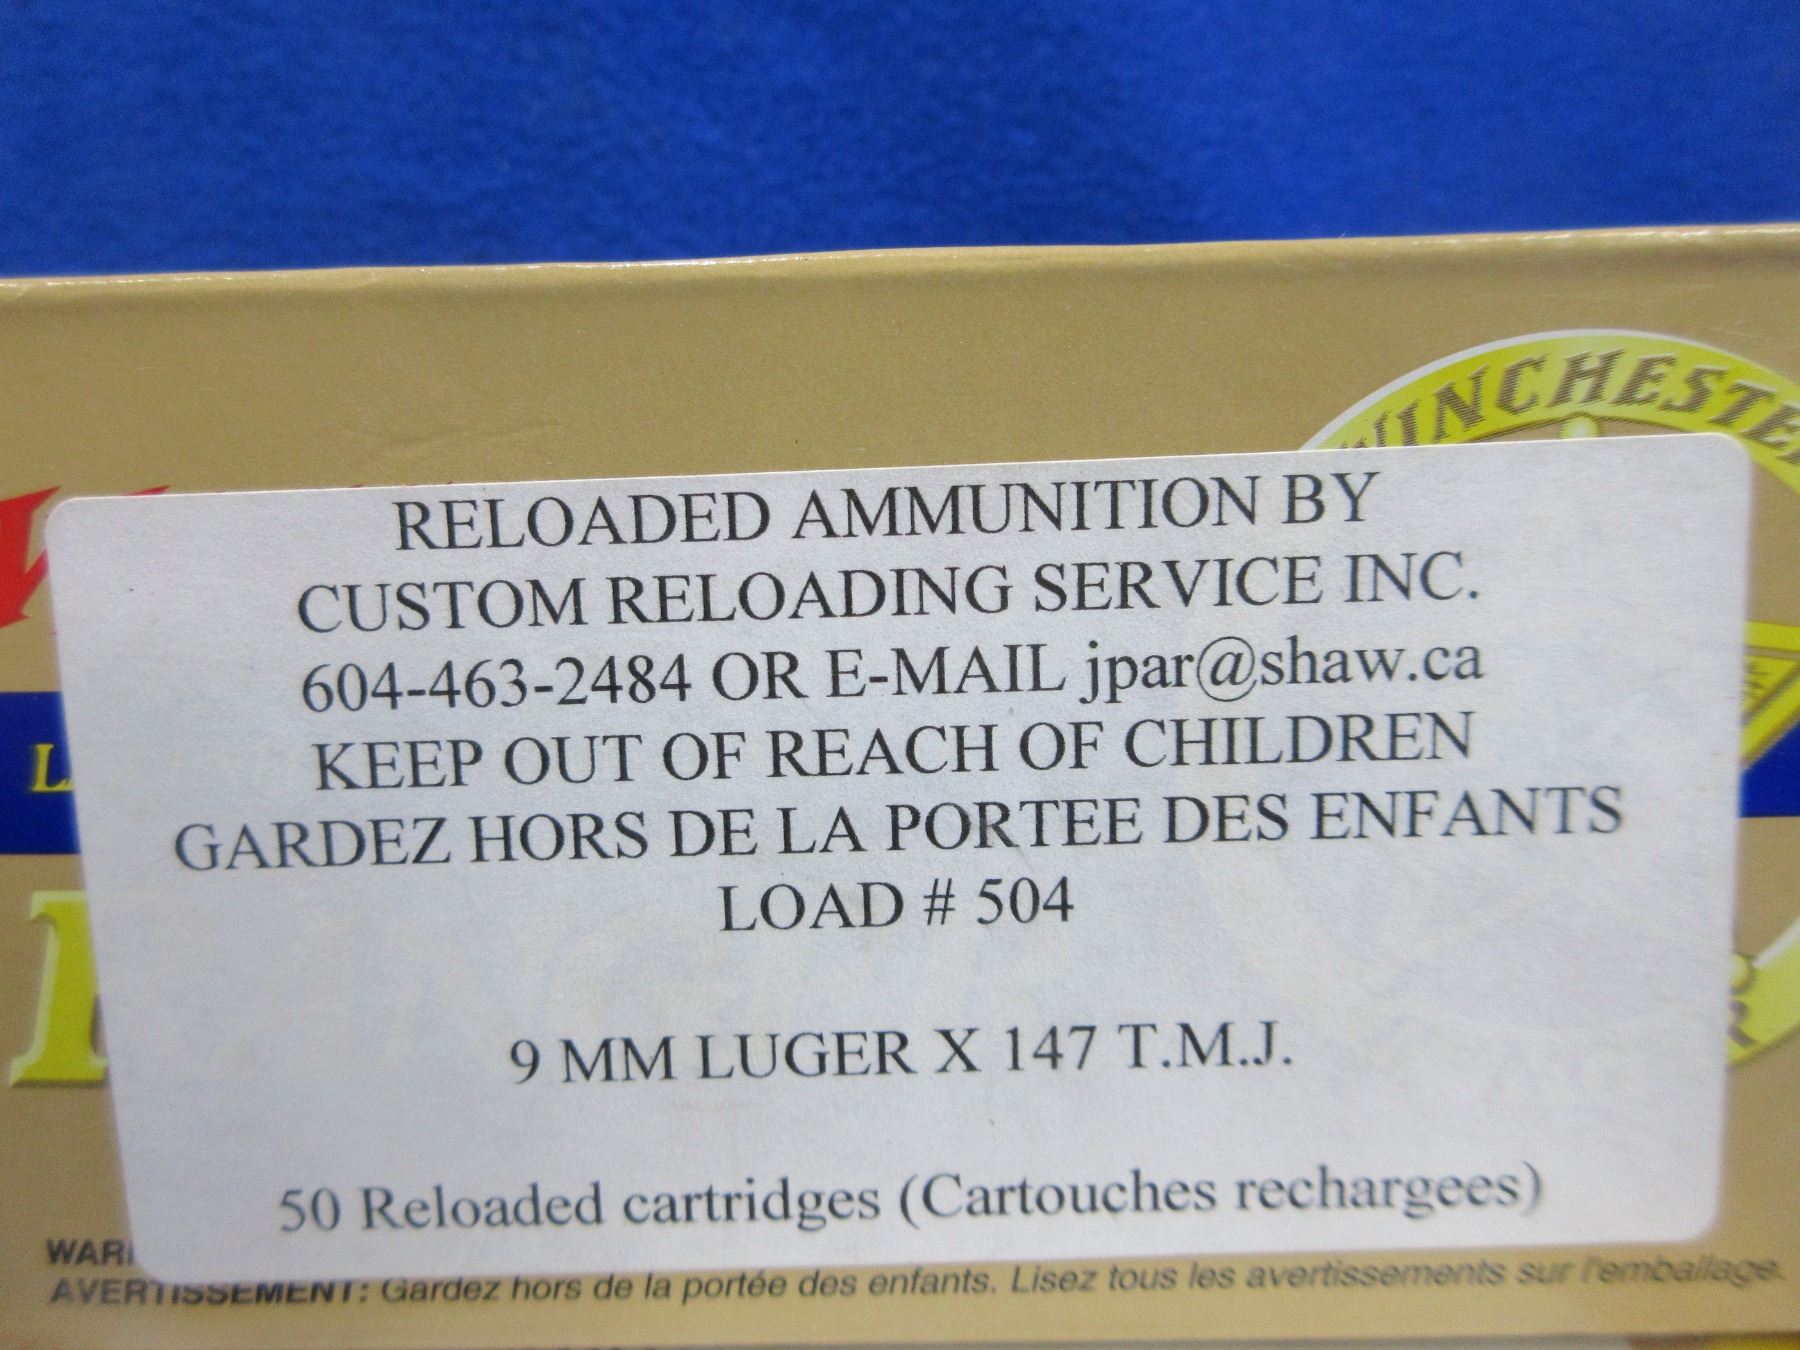 WINCHESTER
RELOADED AMMUNITION BY
CUSTOM RELOADING SERVICE INC.
604-463-2484 OR E-MAIL jpar@shaw.ca
KEEP OUT OF REACH OF CHILDREN
GARDEZ HORS DE LA PORTEE DES ENFANTS
LOAD # 504
9 MM LUGER X 147 T.M.J.
50 Reloaded cartridges (Cartouches rechargees)
AVERTISSEMENT: Gardez hors de la portée des enfants. Lisez tous les avertissements sur l'emballage.